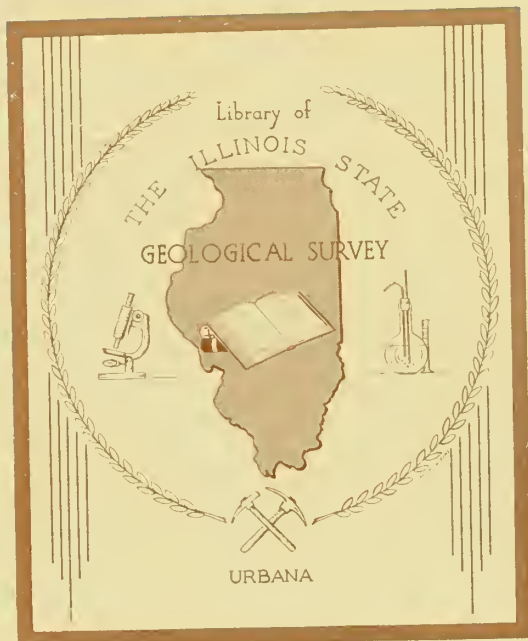 Library of
THE ILLINOIS STATE
GEOLOGICAL SURVEY
URBANA